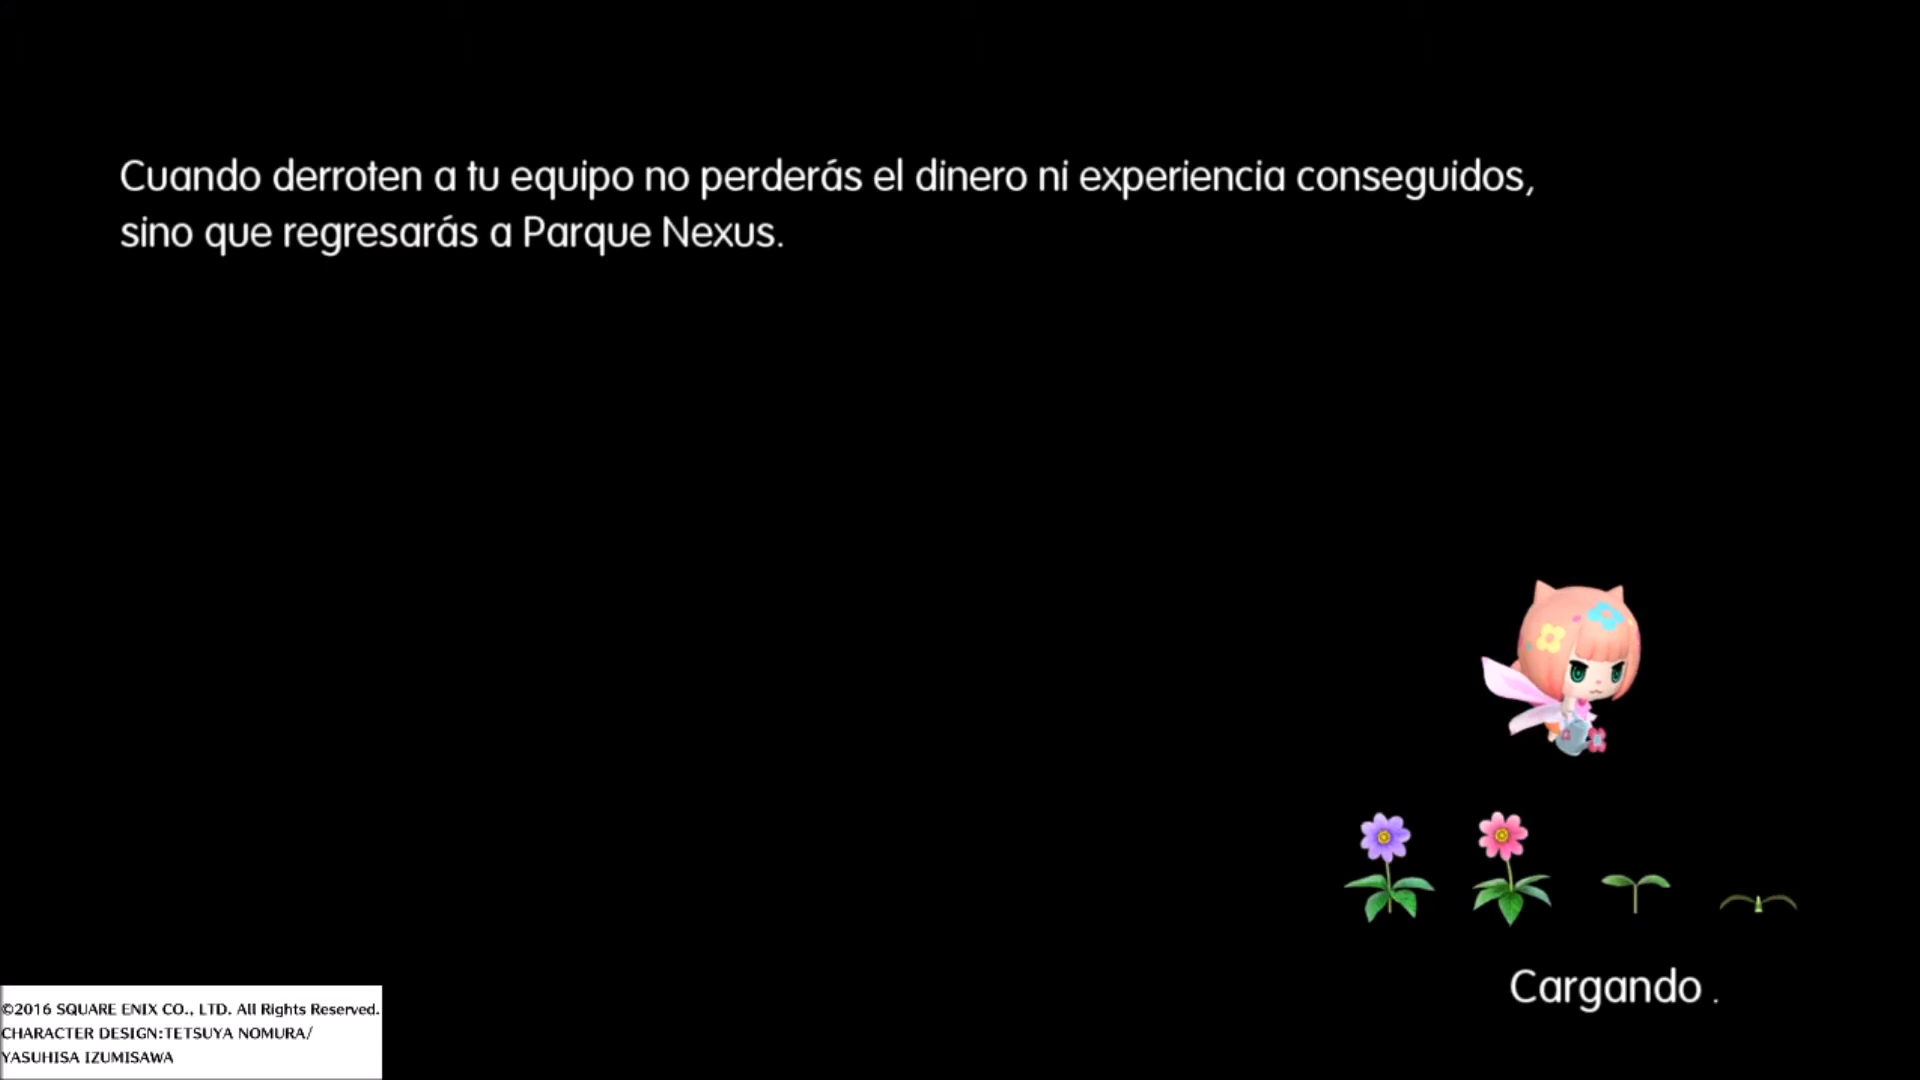 Cuando derroten a tu equipo no perderás el dinero ni experiencia conseguidos,
sino que regresarás a Parque Nexus.
Cargando .
©2016 SQUARE ENIX CO., LTD. All Rights Reserved.
CHARACTER DESIGN:TETSUYA NOMURA/
YASUHISA IZUMISAWA